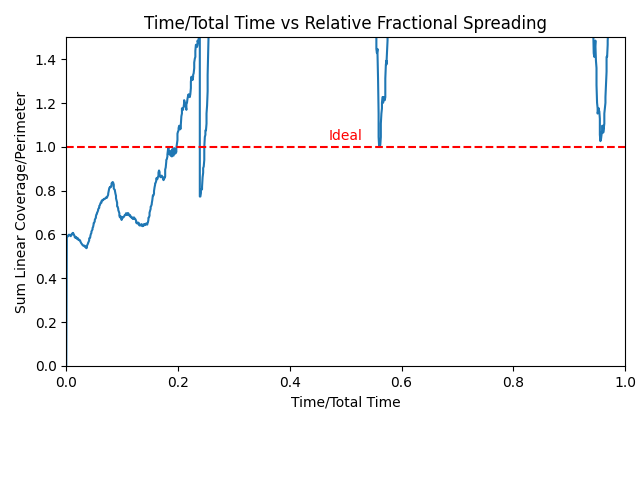 Time/Total Time vs Relative Fractional Spreading
Sum Linear Coverage/Perimeter
1.4
1.2
1.0
0.8
0.6
0.4
0.2
0.0
Ideal
0.0 0.2 0.4 0.6 0.8 1.0
Time/Total Time